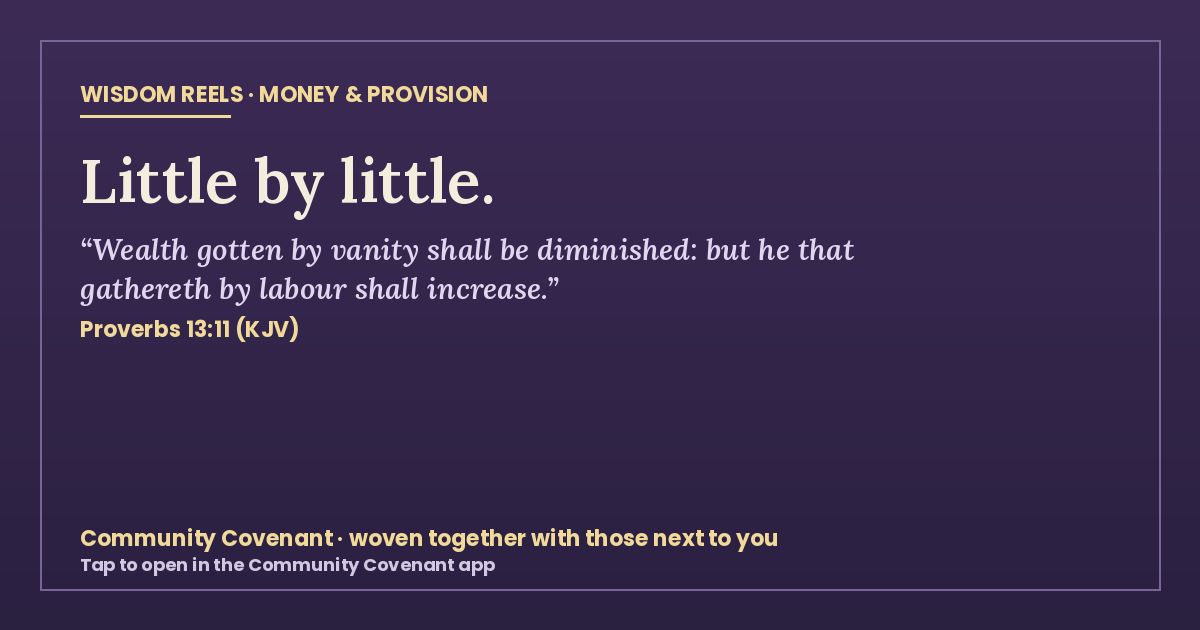 WISDOM REELS · MONEY & PROVISION
Little by little.
“Wealth gotten by vanity shall be diminished: but he that
gathereth by labour shall increase.”
Proverbs 13:11 (KJV)
Community Covenant · woven together with those next to you
Tap to open in the Community Covenant app